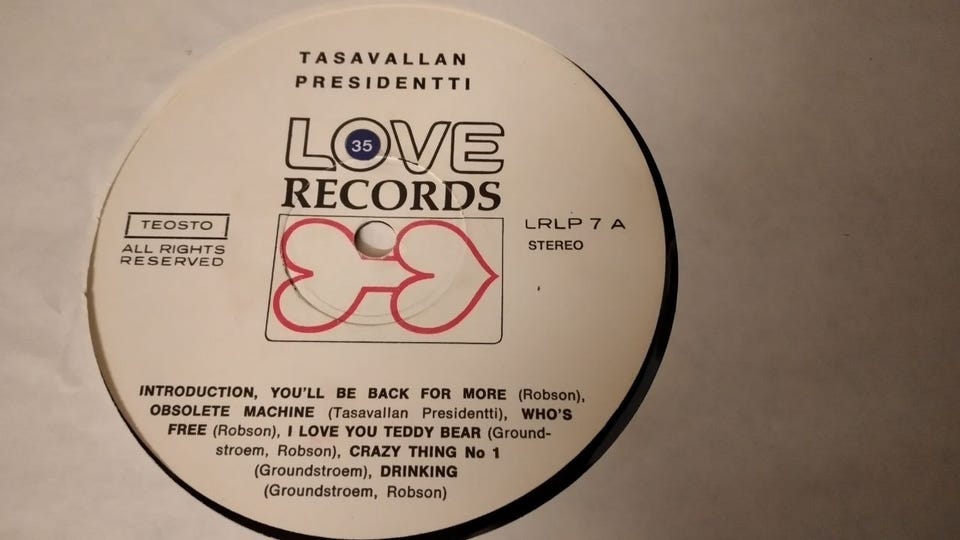 TASAVALLAN
PRESIDENTTI
LOVE
35
RECORDS
TEOSTO
ALL RIGHTS
RESERVED
LRLP 7 A
STEREO
INTRODUCTION, YOU'LL BE BACK FOR MORE (Robson),
OBSOLETE MACHINE (Tasavallan Presidentti), WHO'S
FREE (Robson), I LOVE YOU TEDDY BEAR (Ground-
stroem, Robson), CRAZY THING No 1
(Groundstroem), DRINKING
(Groundstroem, Robson)